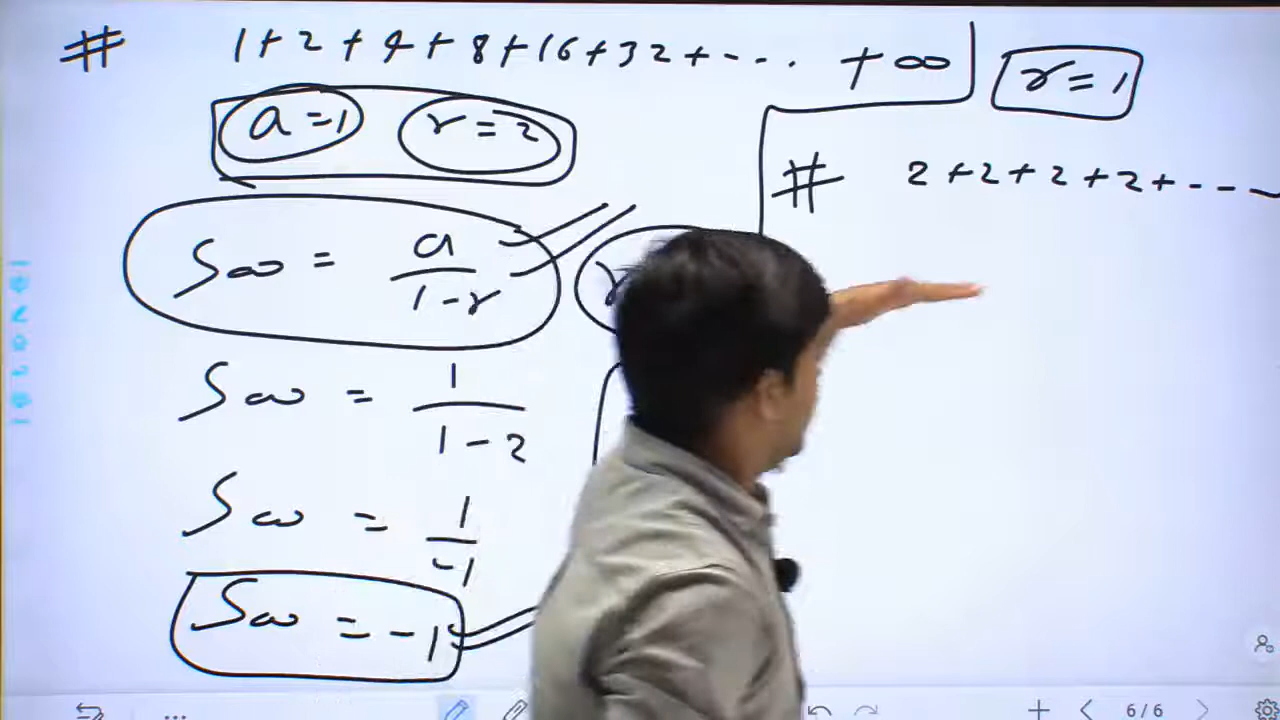 # 1+2+4+8+16+32+--- +∞
a=1 r=2
S∞ = a/1-r
S∞ = 1/1-2
S∞ = 1/-1
S∞ = -1
r=1
# 2+2+2+2+----
6/6